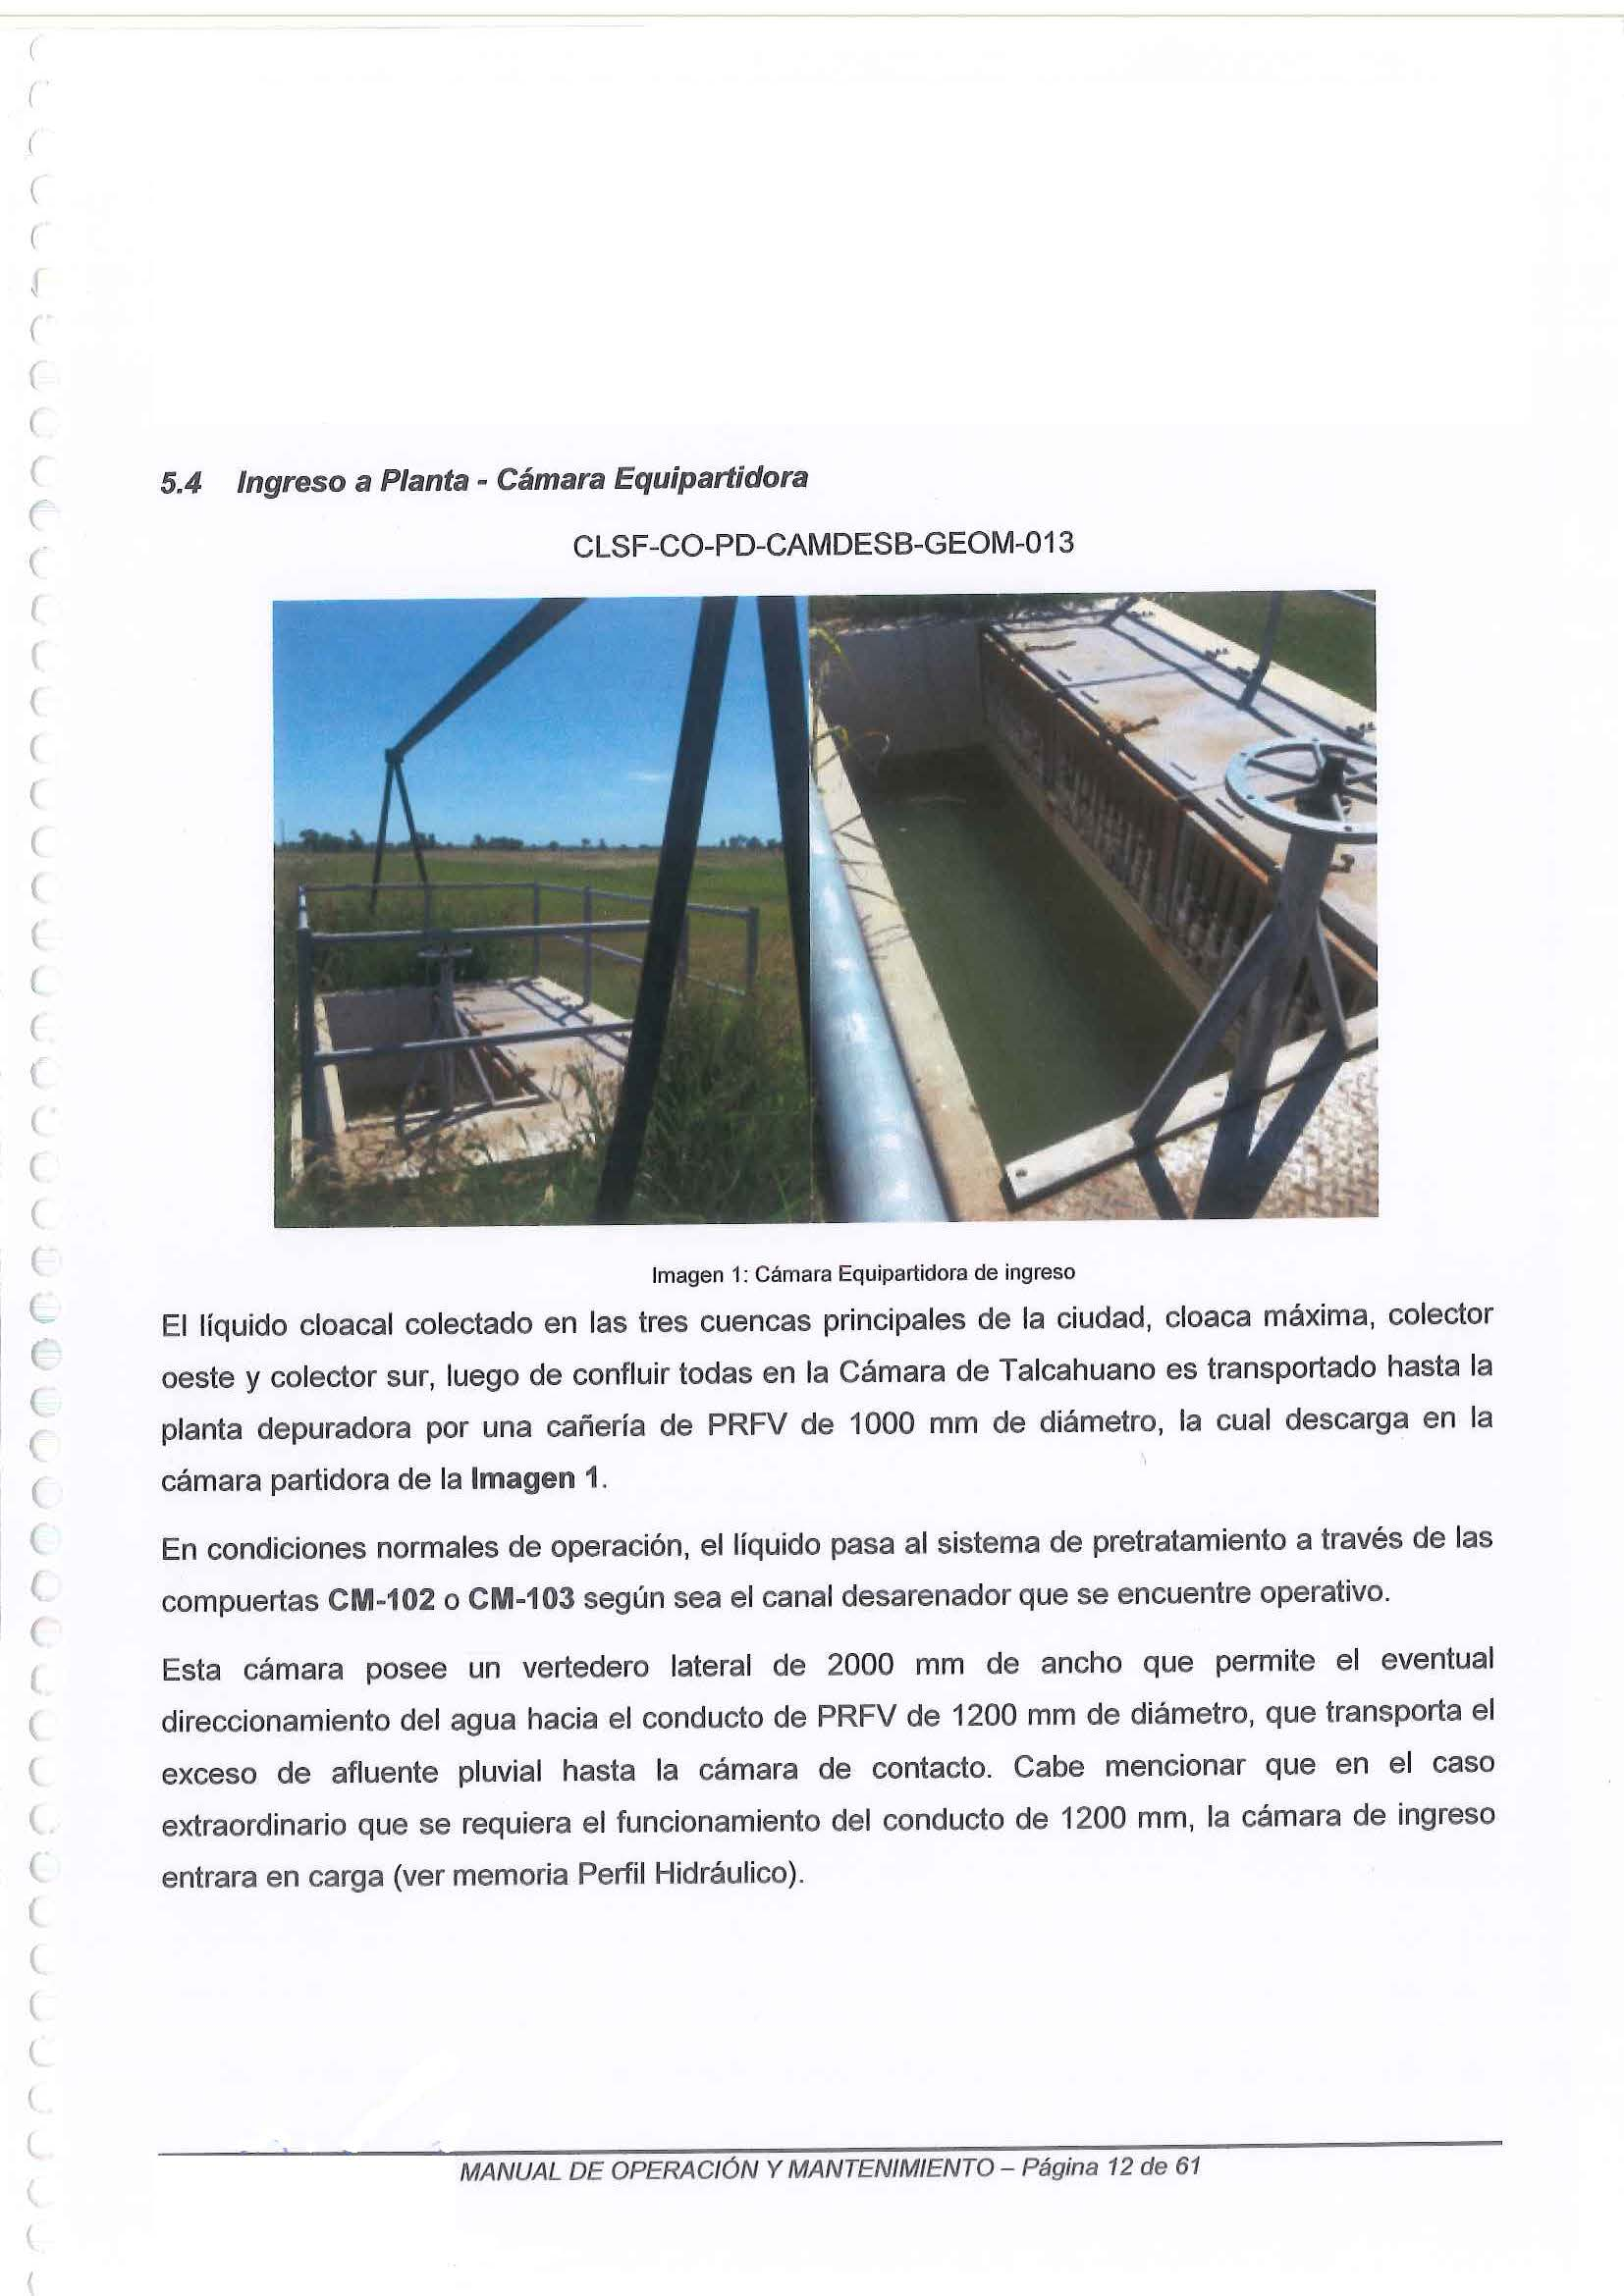 5.4 Ingreso a Planta - Cámara Equipartidora
CLSF-CO-PD-CAMDESB-GEOM-013
Imagen 1: Cámara Equipartidora de ingreso
El líquido cloacal colectado en las tres cuencas principales de la ciudad, cloaca máxima, colector
oeste y colector sur, luego de confluir todas en la Cámara de Talcahuano es transportado hasta la
planta depuradora por una cañería de PRFV de 1000 mm de diámetro, la cual descarga en la
cámara partidora de la Imagen 1.
En condiciones normales de operación, el líquido pasa al sistema de pretratamiento a través de las
compuertas CM-102 o CM-103 según sea el canal desarenador que se encuentre operativo.
Esta cámara posee un vertedero lateral de 2000 mm de ancho que permite el eventual
direccionamiento del agua hacia el conducto de PRFV de 1200 mm de diámetro, que transporta el
exceso de afluente pluvial hasta la cámara de contacto. Cabe mencionar que en el caso
extraordinario que se requiera el funcionamiento del conducto de 1200 mm, la cámara de ingreso
entrara en carga (ver memoria Perfil Hidráulico).
MANUAL DE OPERACIÓN Y MANTENIMIENTO – Página 12 de 61